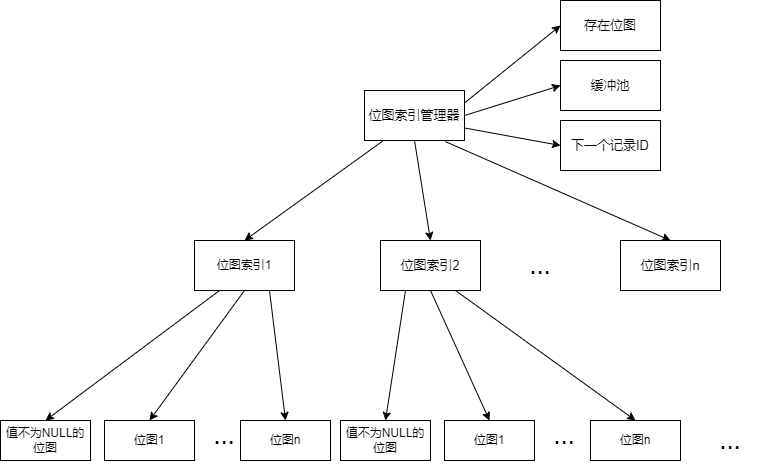 存在位图
缓冲池
位图索引管理器
下一个记录ID
位图索引1
位图索引2
...
位图索引n
值不为NULL的
位图
位图1
...
位图n
值不为NULL的
位图
位图1
...
位图n
...